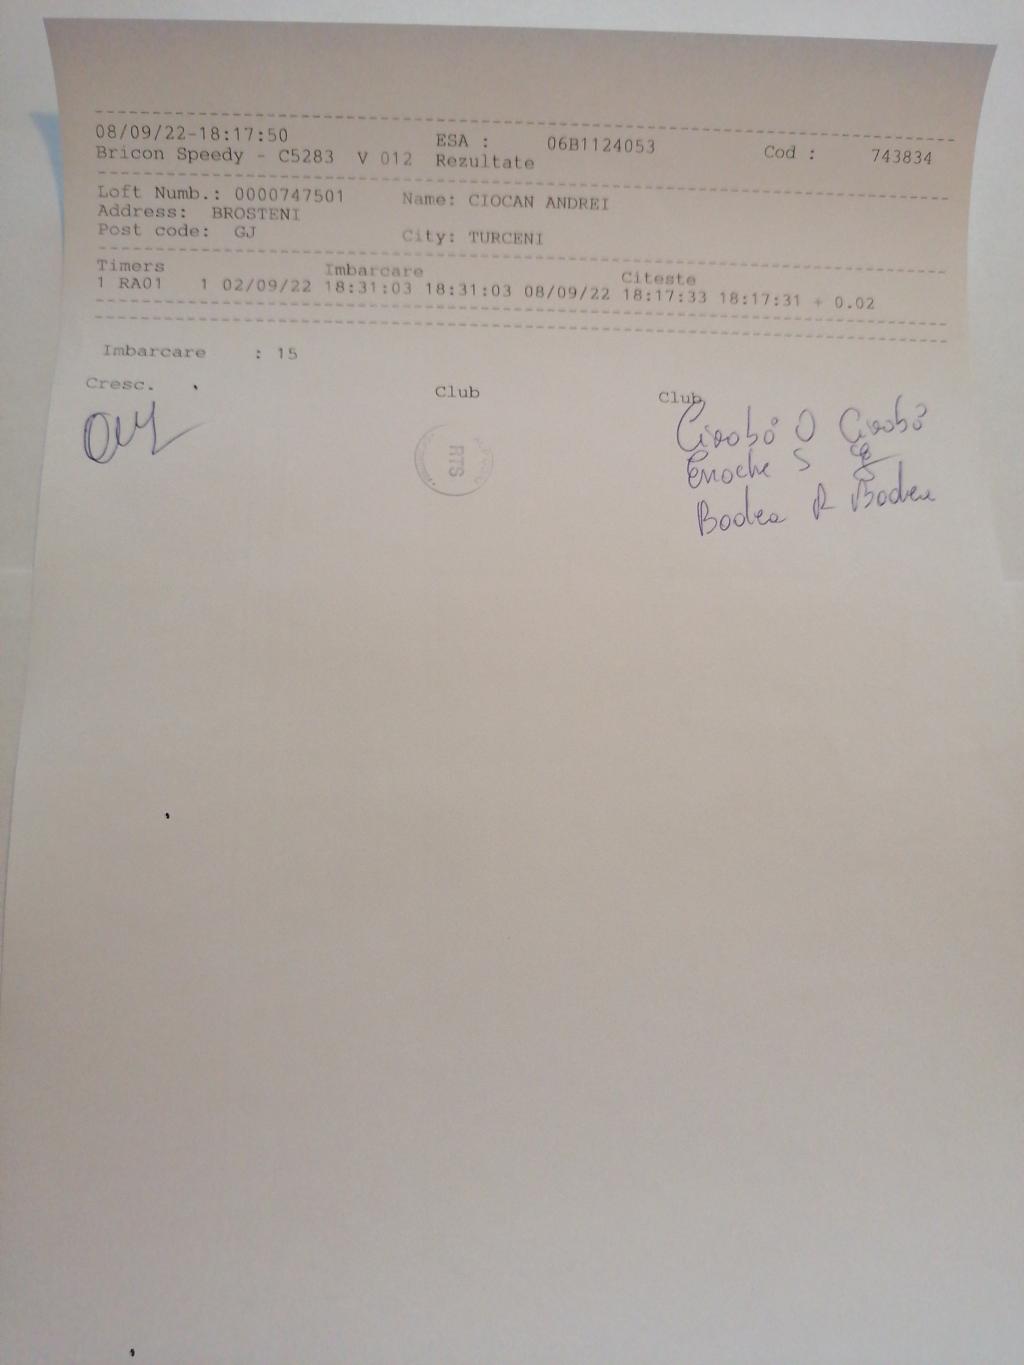 08/09/22-18:17:50 ESA : 06B1124053 Cod : 743834
Bricon Speedy - C5283 V 012 Rezultate
Loft Numb.: 0000747501 Name: CIOCAN ANDREI
Address: BROSTENI
Post code: GJ City: TURCENI
Timers Imbarcare Citeste
1 RA01 1 02/09/22 18:31:03 18:31:03 08/09/22 18:17:33 18:17:31 + 0.02
Imbarcare : 15
Cresc. Club Club
RTS
Enache S
Bodea R Bodea